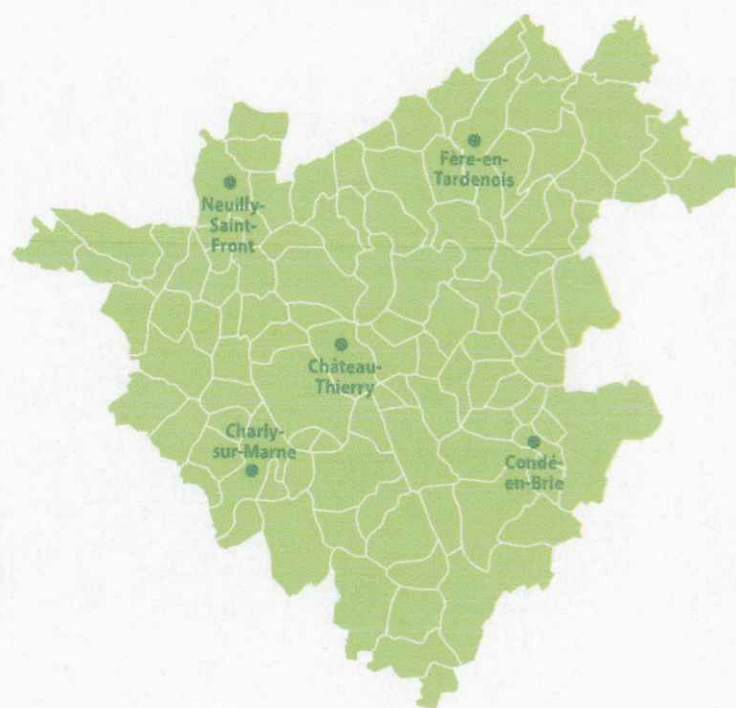 Fère-en-
Tardenois
Neuilly-
Saint-
Front
Château-
Thierry
Charly-
sur-Marne
Condé-
en-Brie